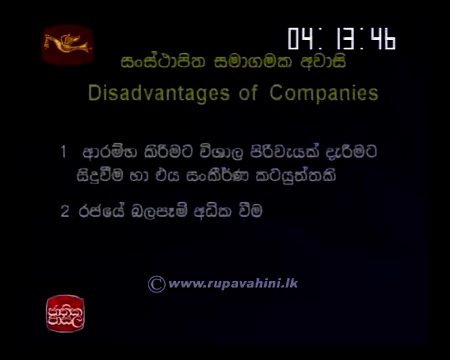 04:13:46
සංස්ථාපිත සමාගමක අවාසි
Disadvantages of Companies
1 ආරම්භ කිරීමට විශාල පිරිවැයක් දැරීමට
සිදුවීම හා එය සංකීර්ණ කටයුත්තකි
2 රජයේ බලපෑම් අධික වීම
© www.rupavahini.lk
ජාතික
පාසල